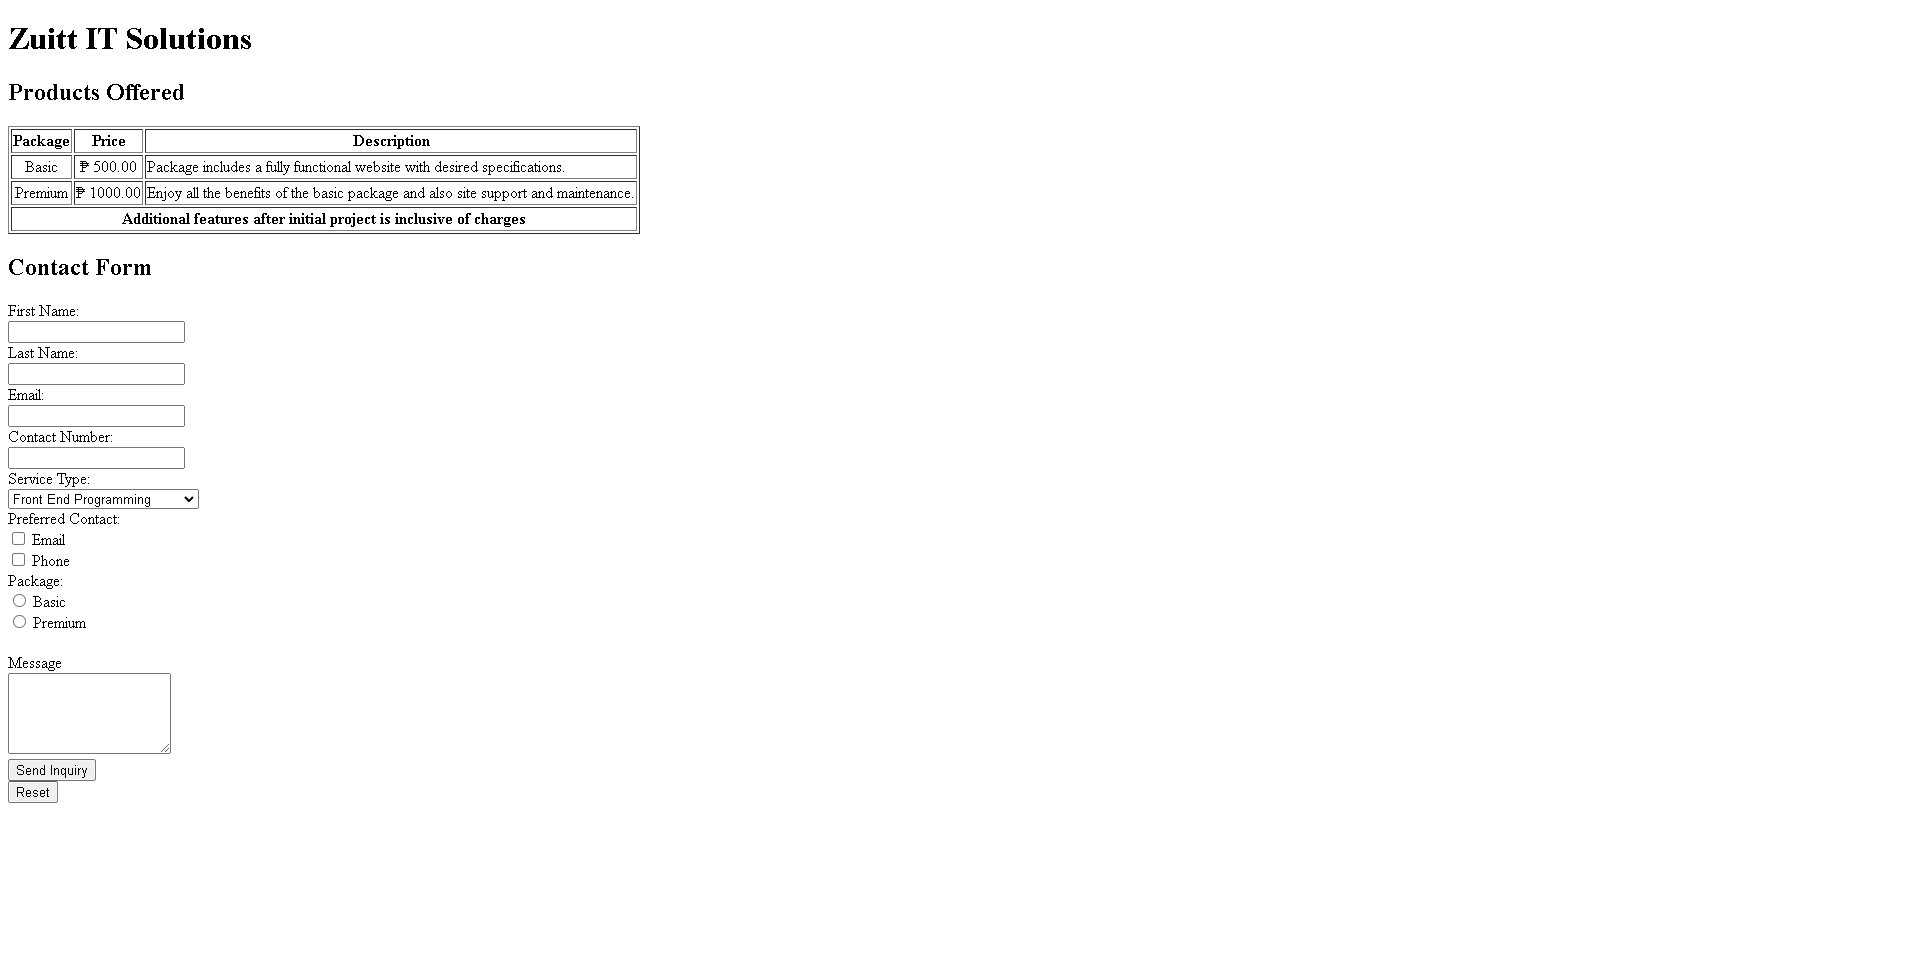 Zuitt IT Solutions
Products Offered
Package Price Description
Basic ₱ 500.00 Package includes a fully functional website with desired specifications.
Premium ₱ 1000.00 Enjoy all the benefits of the basic package and also site support and maintenance.
Additional features after initial project is inclusive of charges
Contact Form
First Name:
Last Name:
Email:
Contact Number:
Service Type:
Front End Programming
Preferred Contact:
Email
Phone
Package:
Basic
Premium
Message
Send Inquiry
Reset